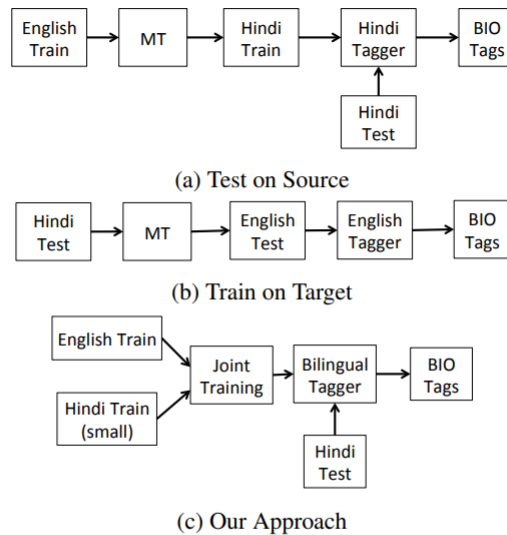 English
Train
MT
Hindi
Train
Hindi
Tagger
BIO
Tags
Hindi
Test
(a) Test on Source
Hindi
Test
MT
English
Test
English
Tagger
BIO
Tags
(b) Train on Target
English Train
Hindi Train
(small)
Joint
Training
Bilingual
Tagger
BIO
Tags
Hindi
Test
(c) Our Approach